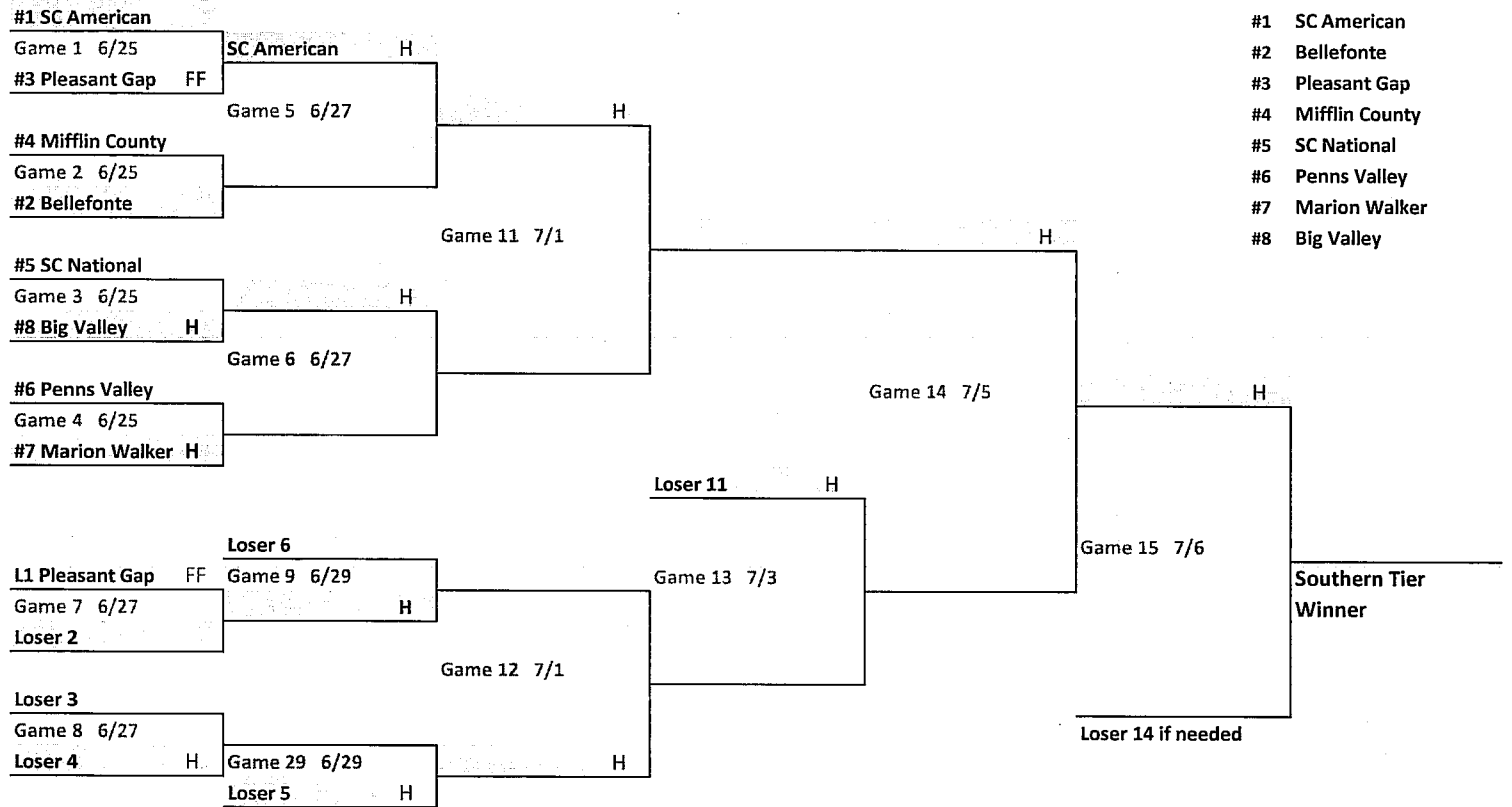 #1 SC American
Game 1 6/25
#3 Pleasant Gap FF
SC American H
Game 5 6/27
#4 Mifflin County
Game 2 6/25
#2 Bellefonte
H
Game 11 7/1
#5 SC National
Game 3 6/25
#8 Big Valley H
H
Game 6 6/27
#6 Penns Valley
Game 4 6/25
#7 Marion Walker H
H
Game 14 7/5
Loser 11 H
Game 13 7/3
L1 Pleasant Gap FF
Game 7 6/27
Loser 2
Loser 6
Game 9 6/29
H
Game 12 7/1
Loser 3
Game 8 6/27
Loser 4 H
Game 29 6/29
Loser 5 H
H
H
Game 15 7/6
Loser 14 if needed
Southern Tier
Winner
#1 SC American
#2 Bellefonte
#3 Pleasant Gap
#4 Mifflin County
#5 SC National
#6 Penns Valley
#7 Marion Walker
#8 Big Valley